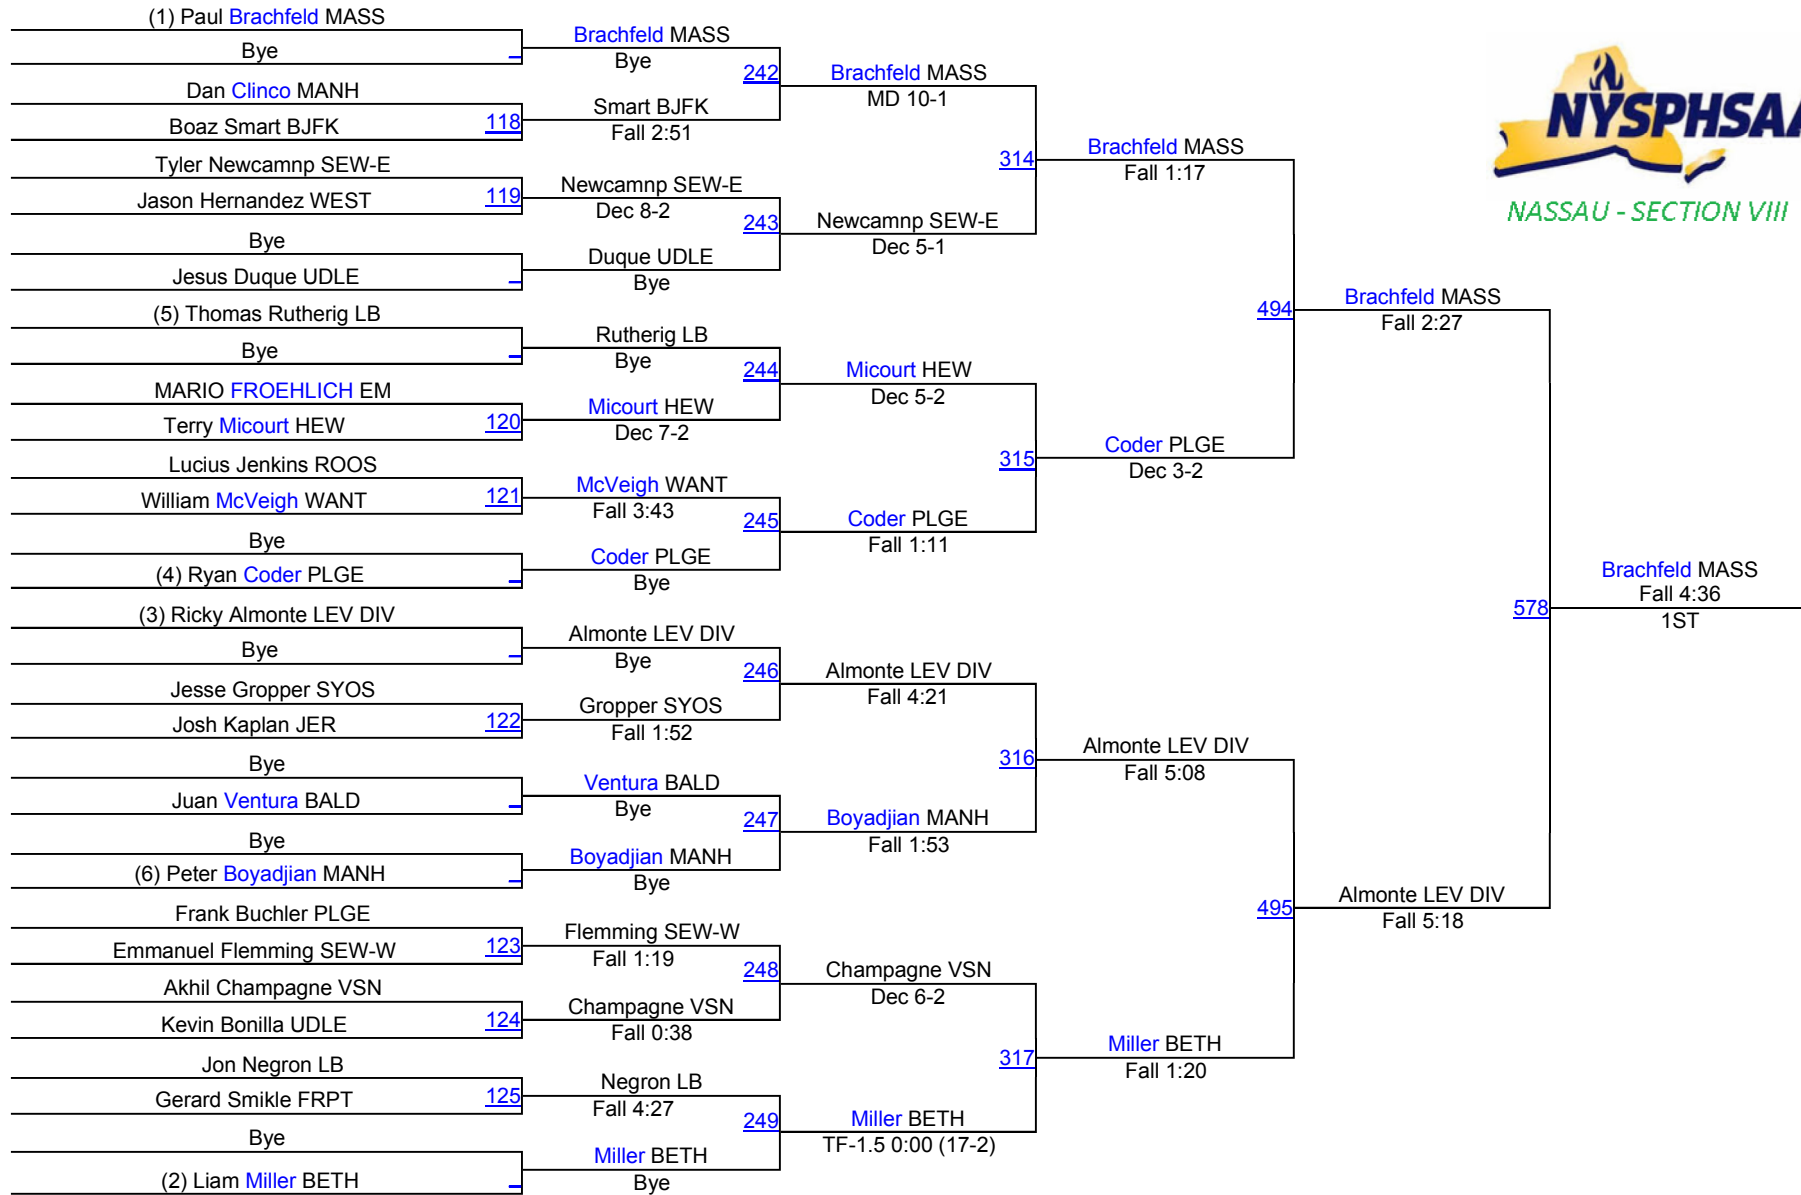 (1) Paul Brachfeld MASS
Bye
Dan Clinco MANH
Boaz Smart BJFK
118
Tyler Newcamnp SEW-E
Jason Hernandez WEST
119
Bye
Jesus Duque UDLE
(5) Thomas Rutherig LB
Bye
MARIO FROEHLICH EM
Terry Micourt HEW
120
Lucius Jenkins ROOS
William McVeigh WANT
121
Bye
(4) Ryan Coder PLGE
(3) Ricky Almonte LEV DIV
Bye
Jesse Gropper SYOS
Josh Kaplan JER
122
Bye
Juan Ventura BALD
Bye
(6) Peter Boyadjian MANH
Frank Buchler PLGE
Emmanuel Flemming SEW-W
123
Akhil Champagne VSN
Kevin Bonilla UDLE
124
Jon Negron LB
Gerard Smikle FRPT
125
Bye
(2) Liam Miller BETH
Brachfeld MASS
Bye
242
Smart BJFK
Fall 2:51
Newcamnp SEW-E
Dec 8-2
243
Duque UDLE
Bye
Rutherig LB
Bye
244
Micourt HEW
Dec 7-2
McVeigh WANT
Fall 3:43
245
Coder PLGE
Bye
Almonte LEV DIV
Bye
246
Gropper SYOS
Fall 1:52
Ventura BALD
Bye
247
Boyadjian MANH
Bye
Flemming SEW-W
Fall 1:19
248
Champagne VSN
Fall 0:38
Negron LB
Fall 4:27
249
Miller BETH
Bye
Brachfeld MASS
MD 10-1
314
Newcamnp SEW-E
Dec 5-1
Micourt HEW
Dec 5-2
315
Coder PLGE
Fall 1:11
Almonte LEV DIV
Fall 4:21
316
Boyadjian MANH
Fall 1:53
Champagne VSN
Dec 6-2
317
Miller BETH
TF-1.5 0:00 (17-2)
Brachfeld MASS
Fall 1:17
494
Coder PLGE
Dec 3-2
Almonte LEV DIV
Fall 5:08
495
Miller BETH
Fall 1:20
Brachfeld MASS
Fall 2:27
578
Almonte LEV DIV
Fall 5:18
Brachfeld MASS
Fall 4:36
1ST
NYSPHSAA
NASSAU - SECTION VIII